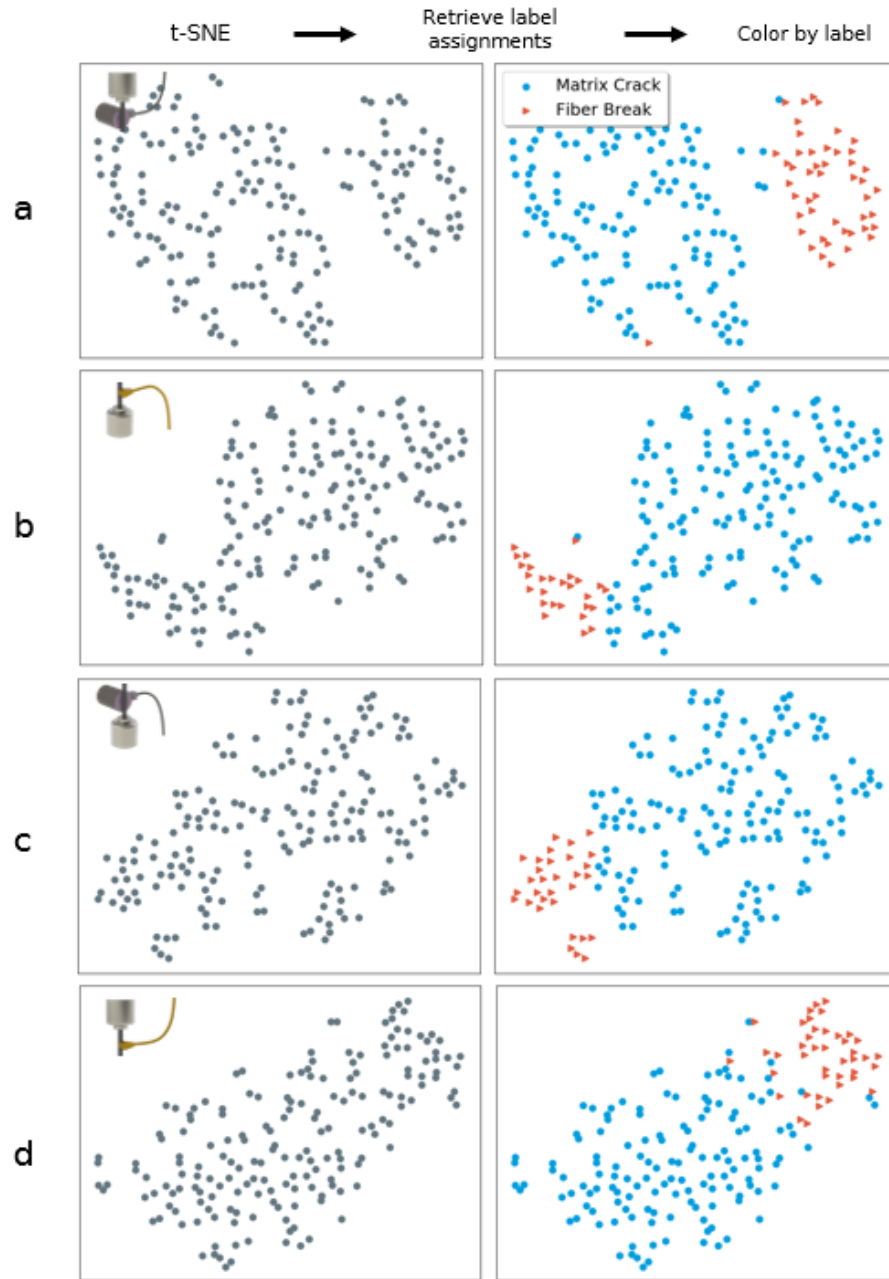 t-SNE
Retrieve label
assignments
Color by label
Matrix Crack
Fiber Break
a
b
c
d